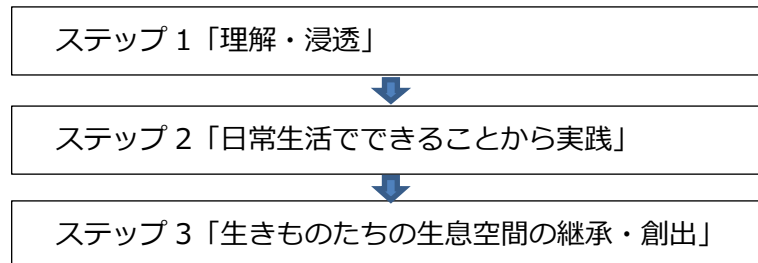 ステップ1「理解・浸透」
ステップ2「日常生活でできることから実践」
ステップ3「生きものたちの生息空間の継承・創出」